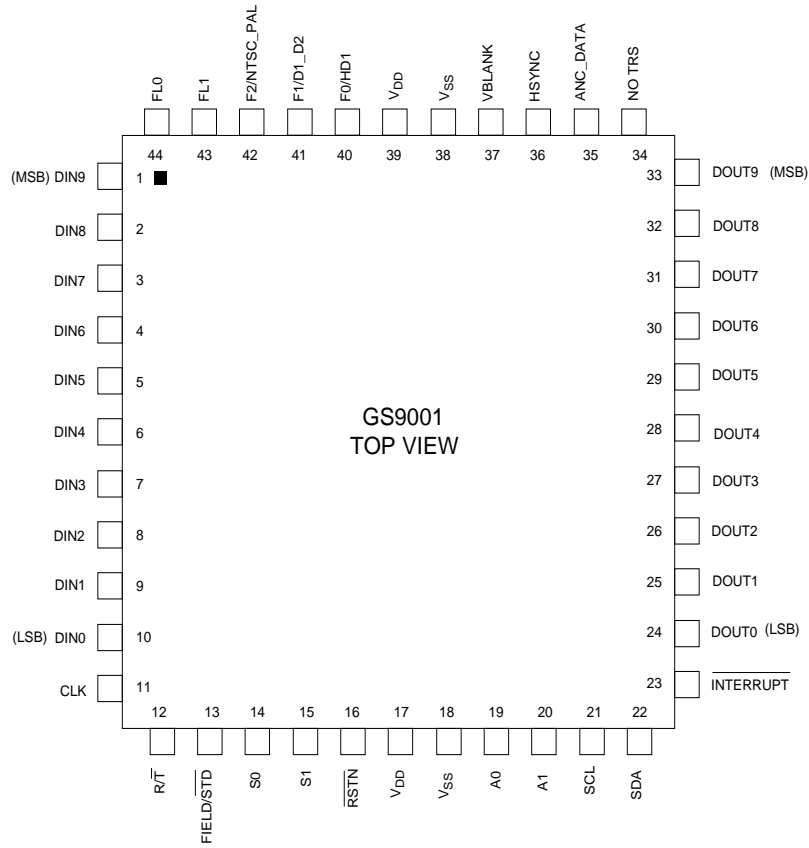 FL0
FL1
F2/NTSC_PAL
F1/D1_D2
F0/HD1
VDD
VSS
VBLANK
HSYNC
ANC_DATA
NO TRS
44 43 42 41 40 39 38 37 36 35 34
(MSB) DIN9 1
DIN8 2
DIN7 3
DIN6 4
DIN5 5
DIN4 6
DIN3 7
DIN2 8
DIN1 9
(LSB) DIN0 10
CLK 11
GS9001
TOP VIEW
33 DOUT9 (MSB)
32 DOUT8
31 DOUT7
30 DOUT6
29 DOUT5
28 DOUT4
27 DOUT3
26 DOUT2
25 DOUT1
24 DOUT0 (LSB)
23 INTERRUPT
12 13 14 15 16 17 18 19 20 21 22
R/T
FIELD/STD
S0
S1
RSTN
VDD
VSS
A0
A1
SCL
SDA